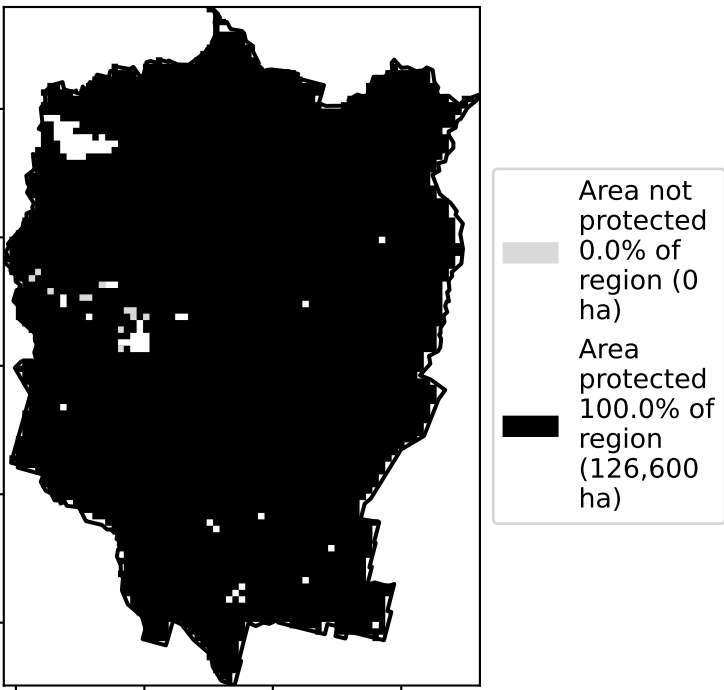 Area not
protected
0.0% of
region (0
ha)
Area
protected
100.0% of
region
(126,600
ha)